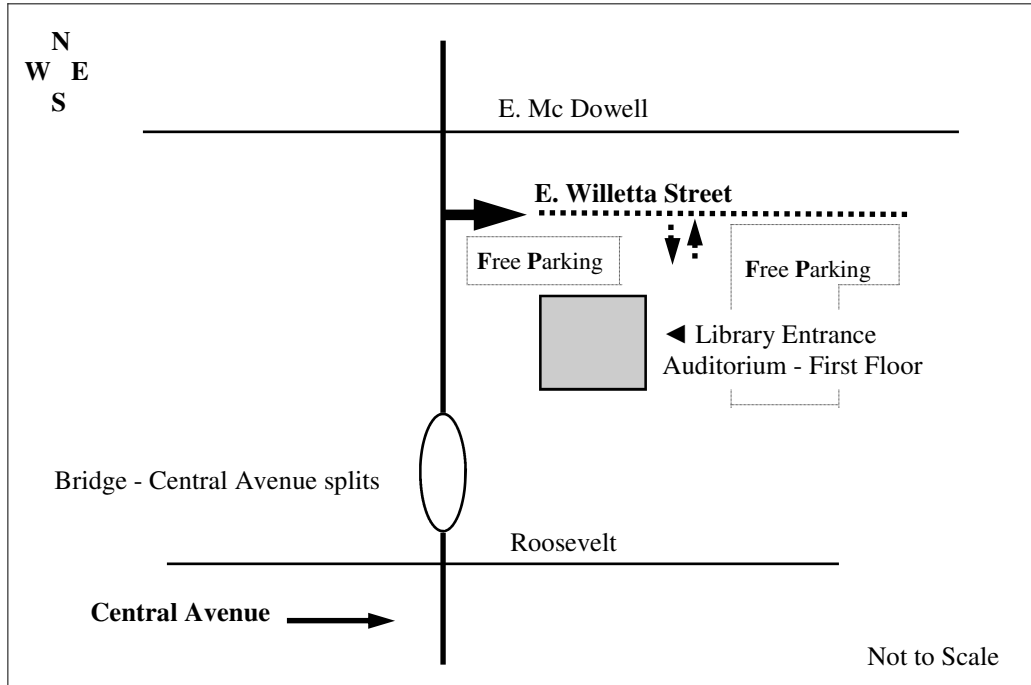 N
W E
S
E. Mc Dowell
E. Willetta Street
Free Parking
Free Parking
◄ Library Entrance
Auditorium - First Floor
Bridge - Central Avenue splits
Roosevelt
Central Avenue
Not to Scale